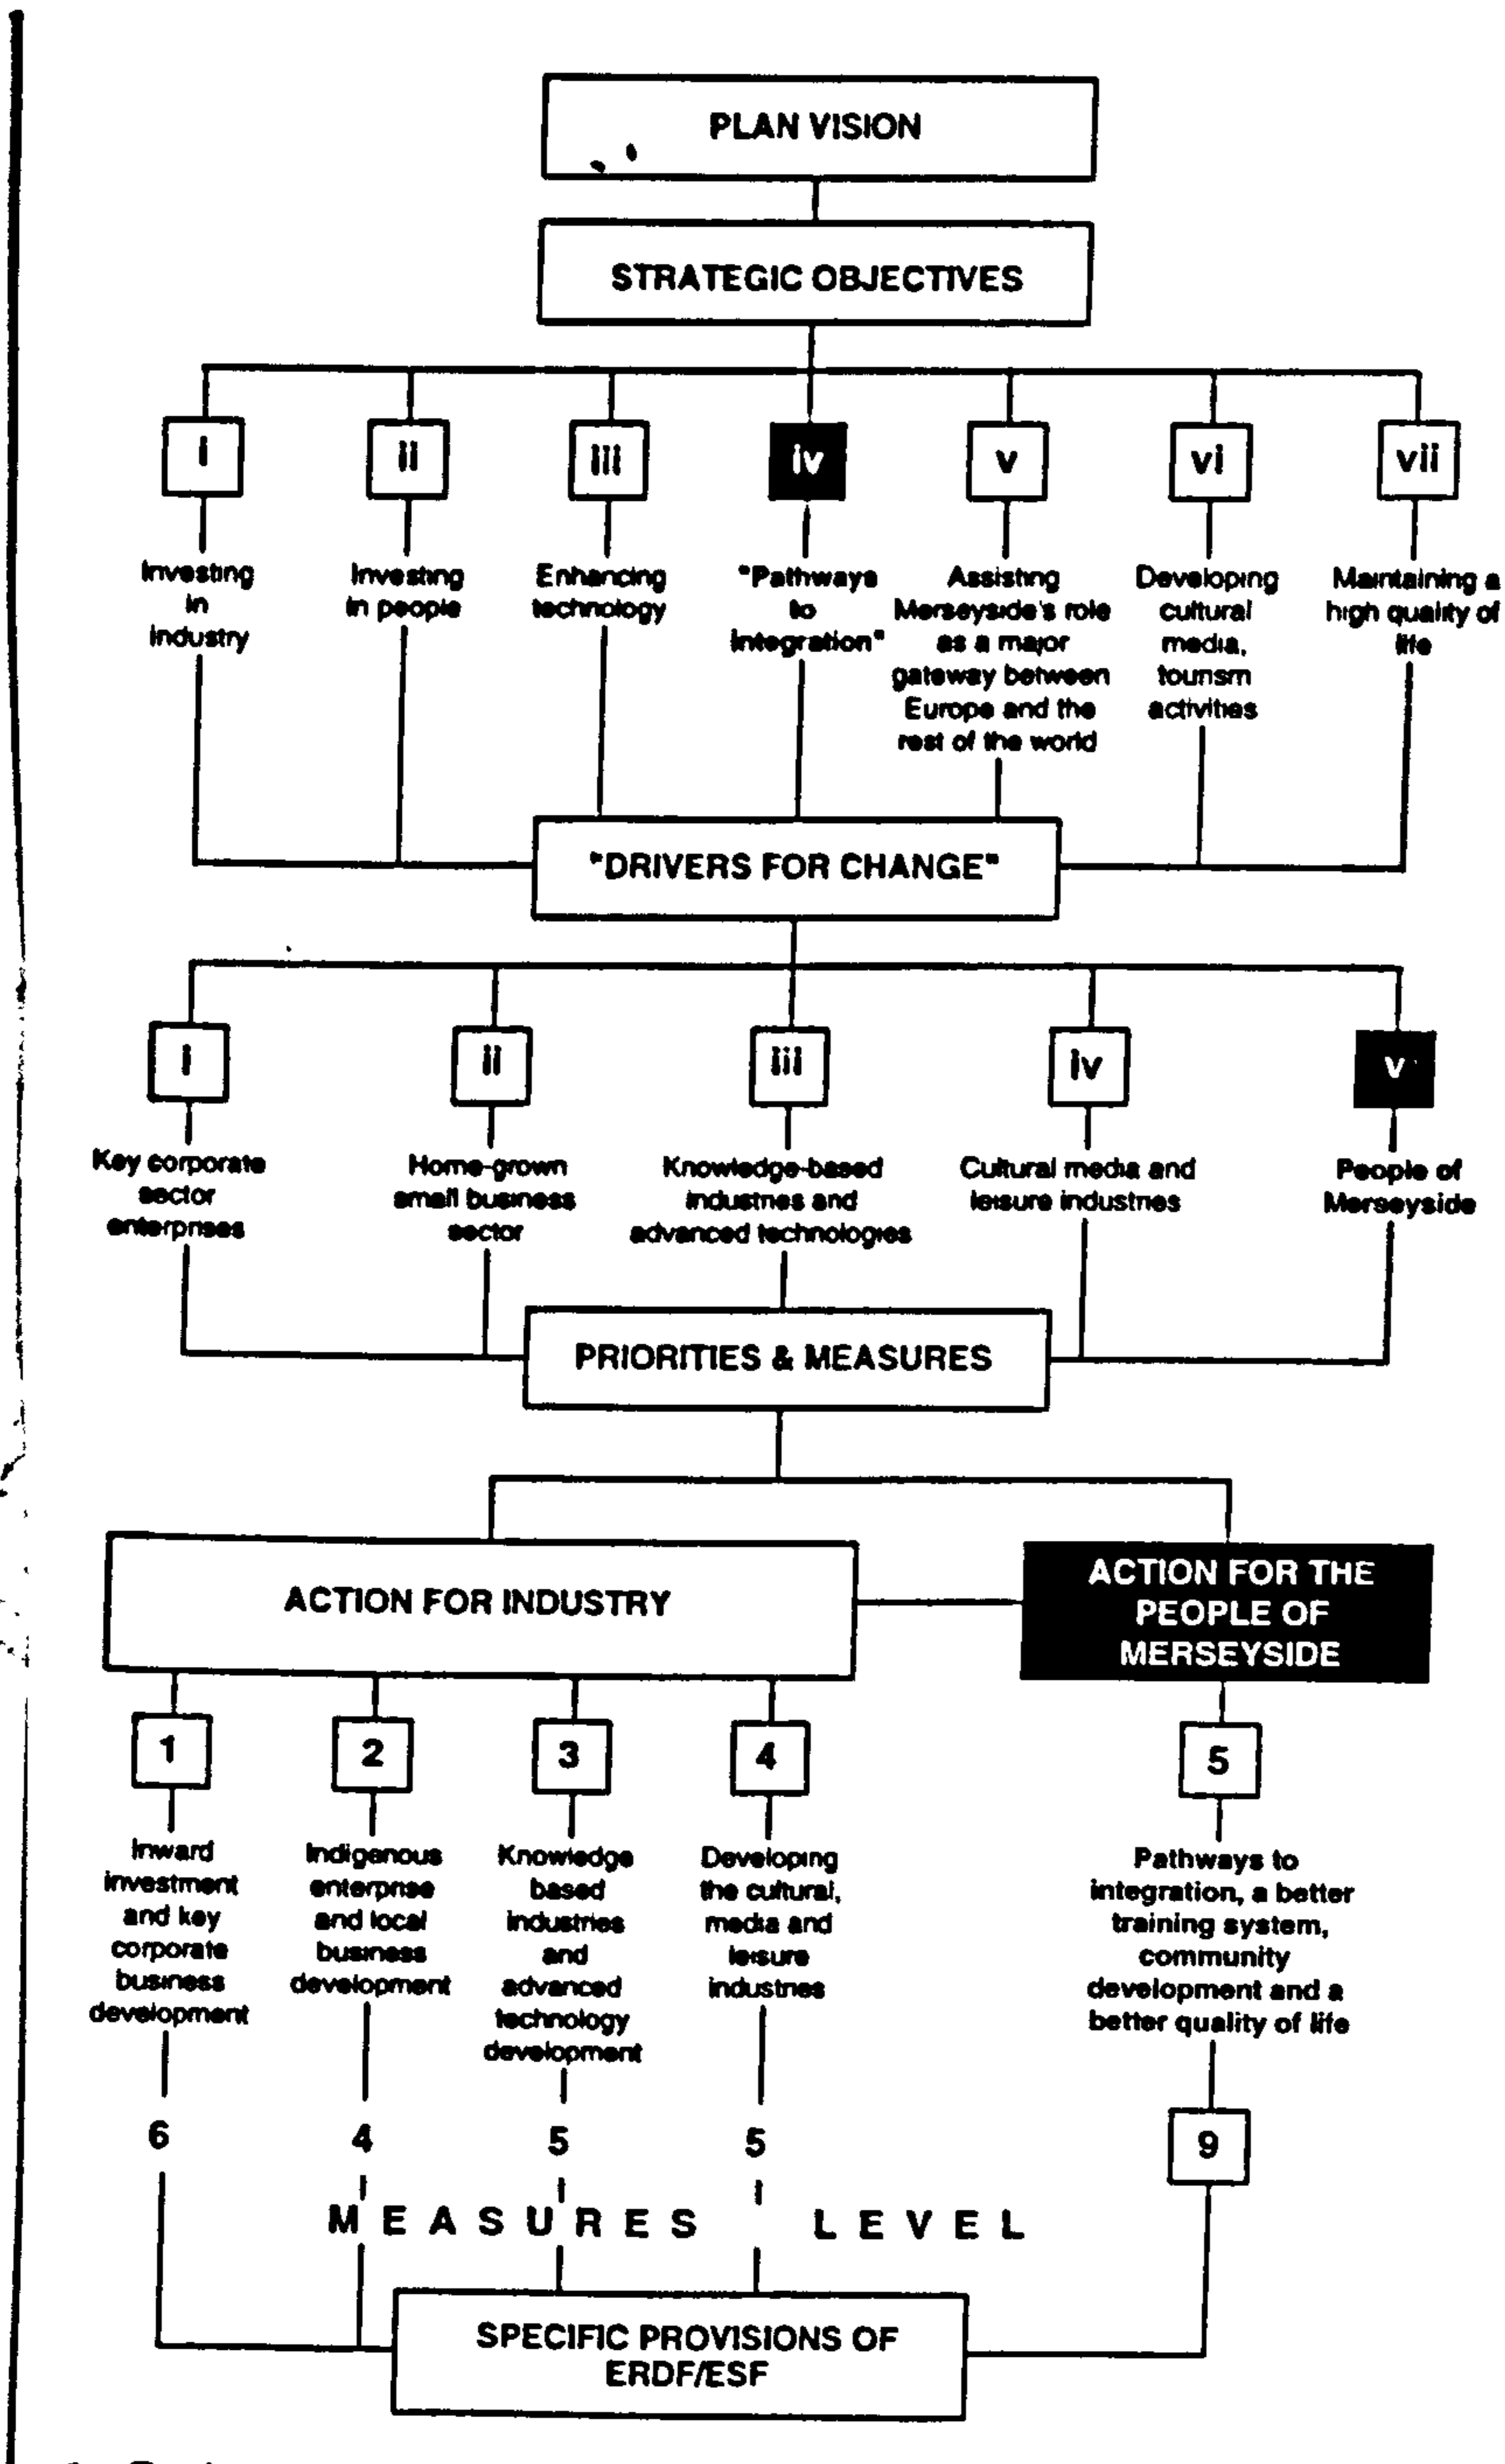 PLAN VISION
STRATEGIC OBJECTIVES
i
ii
iii
iv
v
vi
vii
Investing
in
industry
Investing
in people
Enhancing
technology
"Pathways
to
integration"
Assisting
Merseyside's role
as a major
gateway between
Europe and the
rest of the world
Developing
cultural
media,
tourism
activities
Maintaining a
high quality of
life
"DRIVERS FOR CHANGE"
i
ii
iii
iv
v
Key corporate
sector
enterprises
Home-grown
small business
sector
Knowledge-based
industries and
advanced technologies
Cultural media and
leisure industries
People of
Merseyside
PRIORITIES & MEASURES
ACTION FOR INDUSTRY
ACTION FOR THE
PEOPLE OF
MERSEYSIDE
1
2
3
4
5
Inward
investment
and key
corporate
business
development
Indigenous
enterprise
and local
business
development
Knowledge
based
industries
and
advanced
technology
development
Developing
the cultural,
media and
leisure
industries
Pathways to
integration, a better
training system,
community
development and a
better quality of life
6
4
5
5
9
MEASURES LEVEL
SPECIFIC PROVISIONS OF
ERDF/ESF